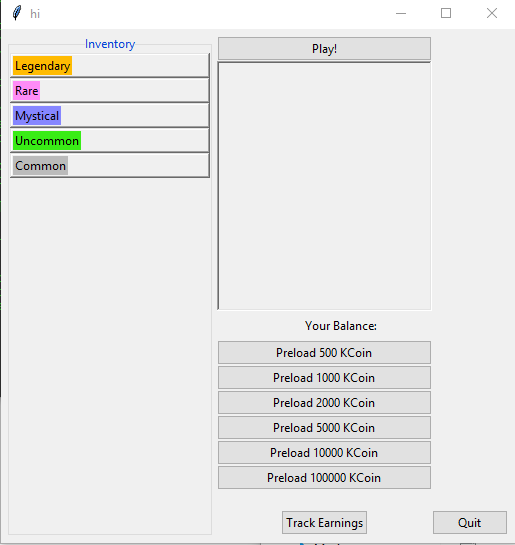 hi
Inventory
Legendary
Rare
Mystical
Uncommon
Common
Play!
Your Balance:
Preload 500 KCoin
Preload 1000 KCoin
Preload 2000 KCoin
Preload 5000 KCoin
Preload 10000 KCoin
Preload 100000 KCoin
Track Earnings
Quit